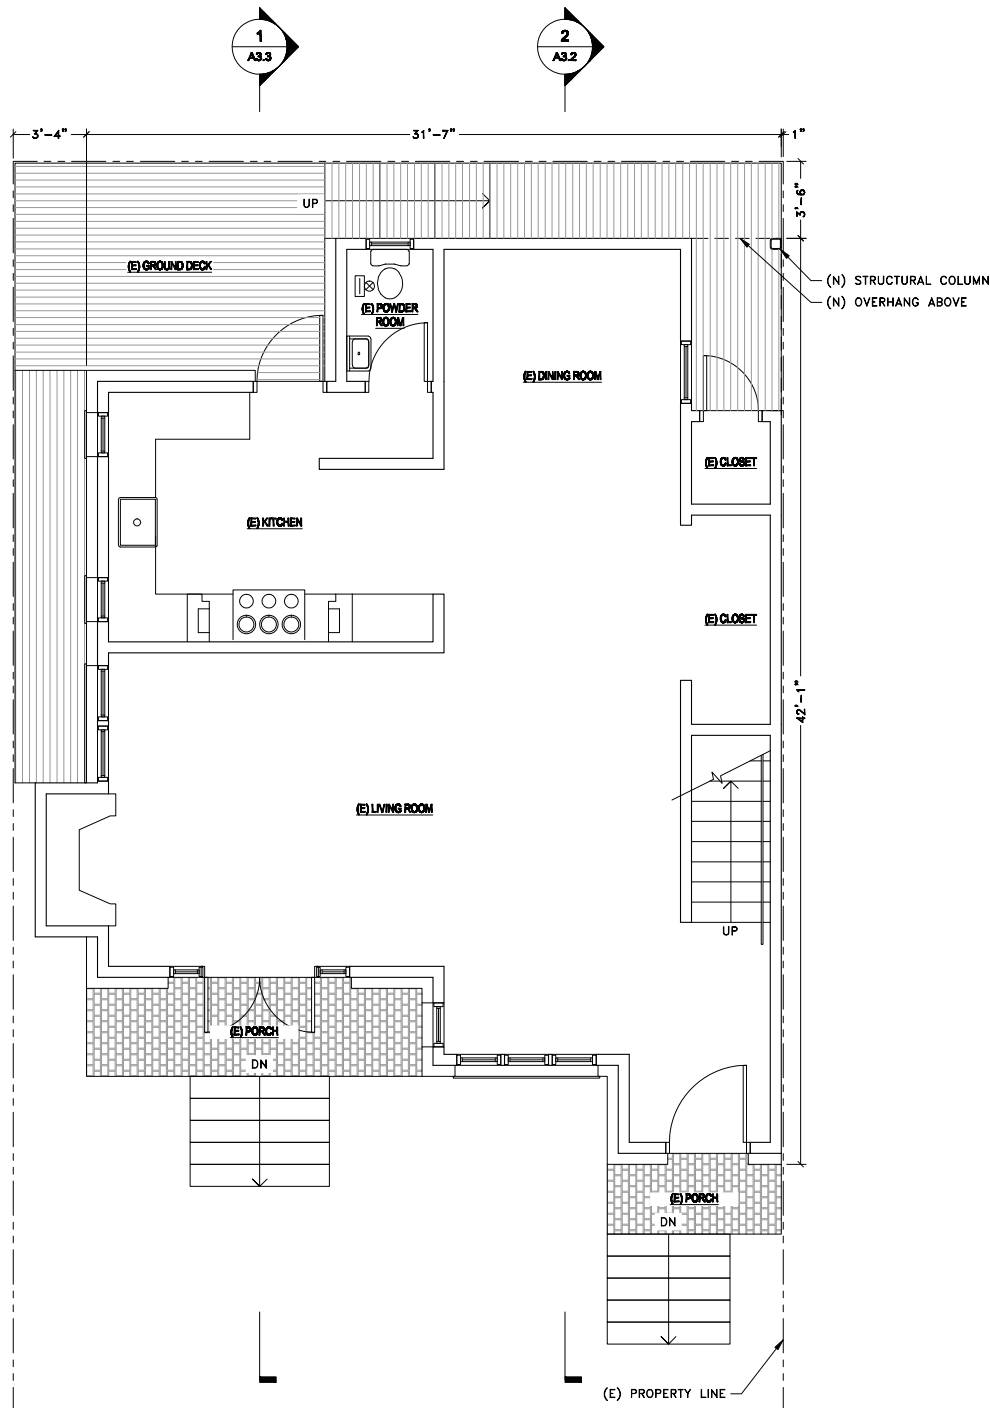 1
A3.3
2
A3.2
3'-4"
31'-7"
1"
UP
3'-6"
(E) GROUND DECK
(N) STRUCTURAL COLUMN
(N) OVERHANG ABOVE
(E) POWDER
ROOM
(E) DINING ROOM
(E) CLOSET
(E) KITCHEN
(E) CLOSET
42'-1"
(E) LIVING ROOM
UP
(E) PORCH
DN
(E) PORCH
DN
(E) PROPERTY LINE